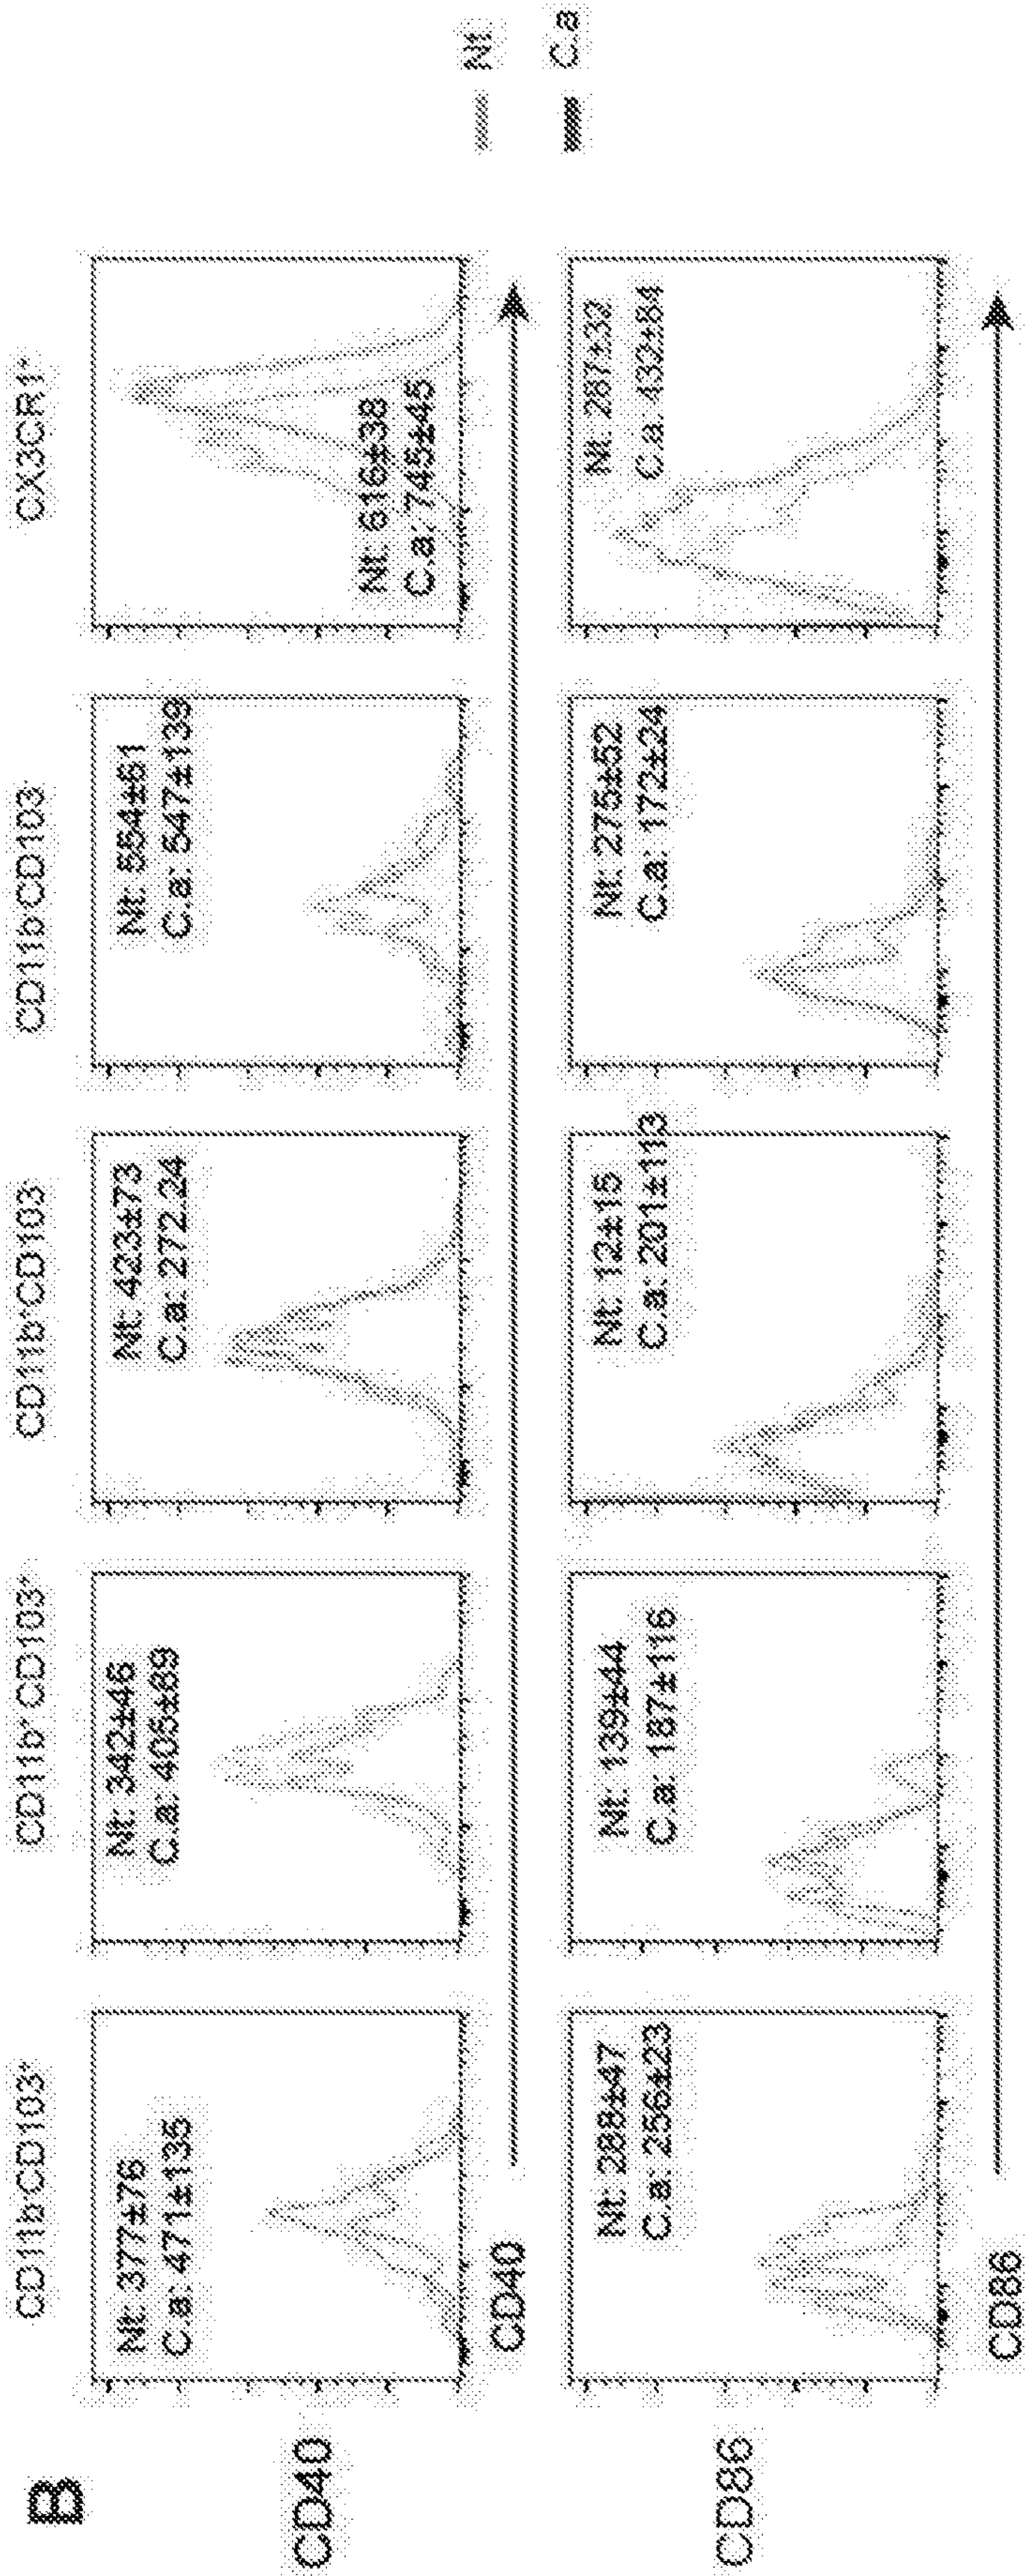 B
CD11b⁻CD103⁺
CD11b⁺CD103⁺
CD11b⁺CD103⁻
CD11b⁻CD103⁻
CX3CR1⁺
CD40
Nt: 377±76
C.a: 471±135
Nt: 342±46
C.a: 405±89
Nt: 423±73
C.a: 272.24
Nt: 554±61
C.a: 547±139
Nt: 616±38
C.a: 745±45
Nt
C.a
CD40
CD86
Nt: 288±47
C.a: 256±23
Nt: 139±44
C.a: 187±116
Nt: 12±15
C.a: 201±113
Nt: 275±52
C.a: 172±24
Nt: 287±32
C.a: 432±84
CD86